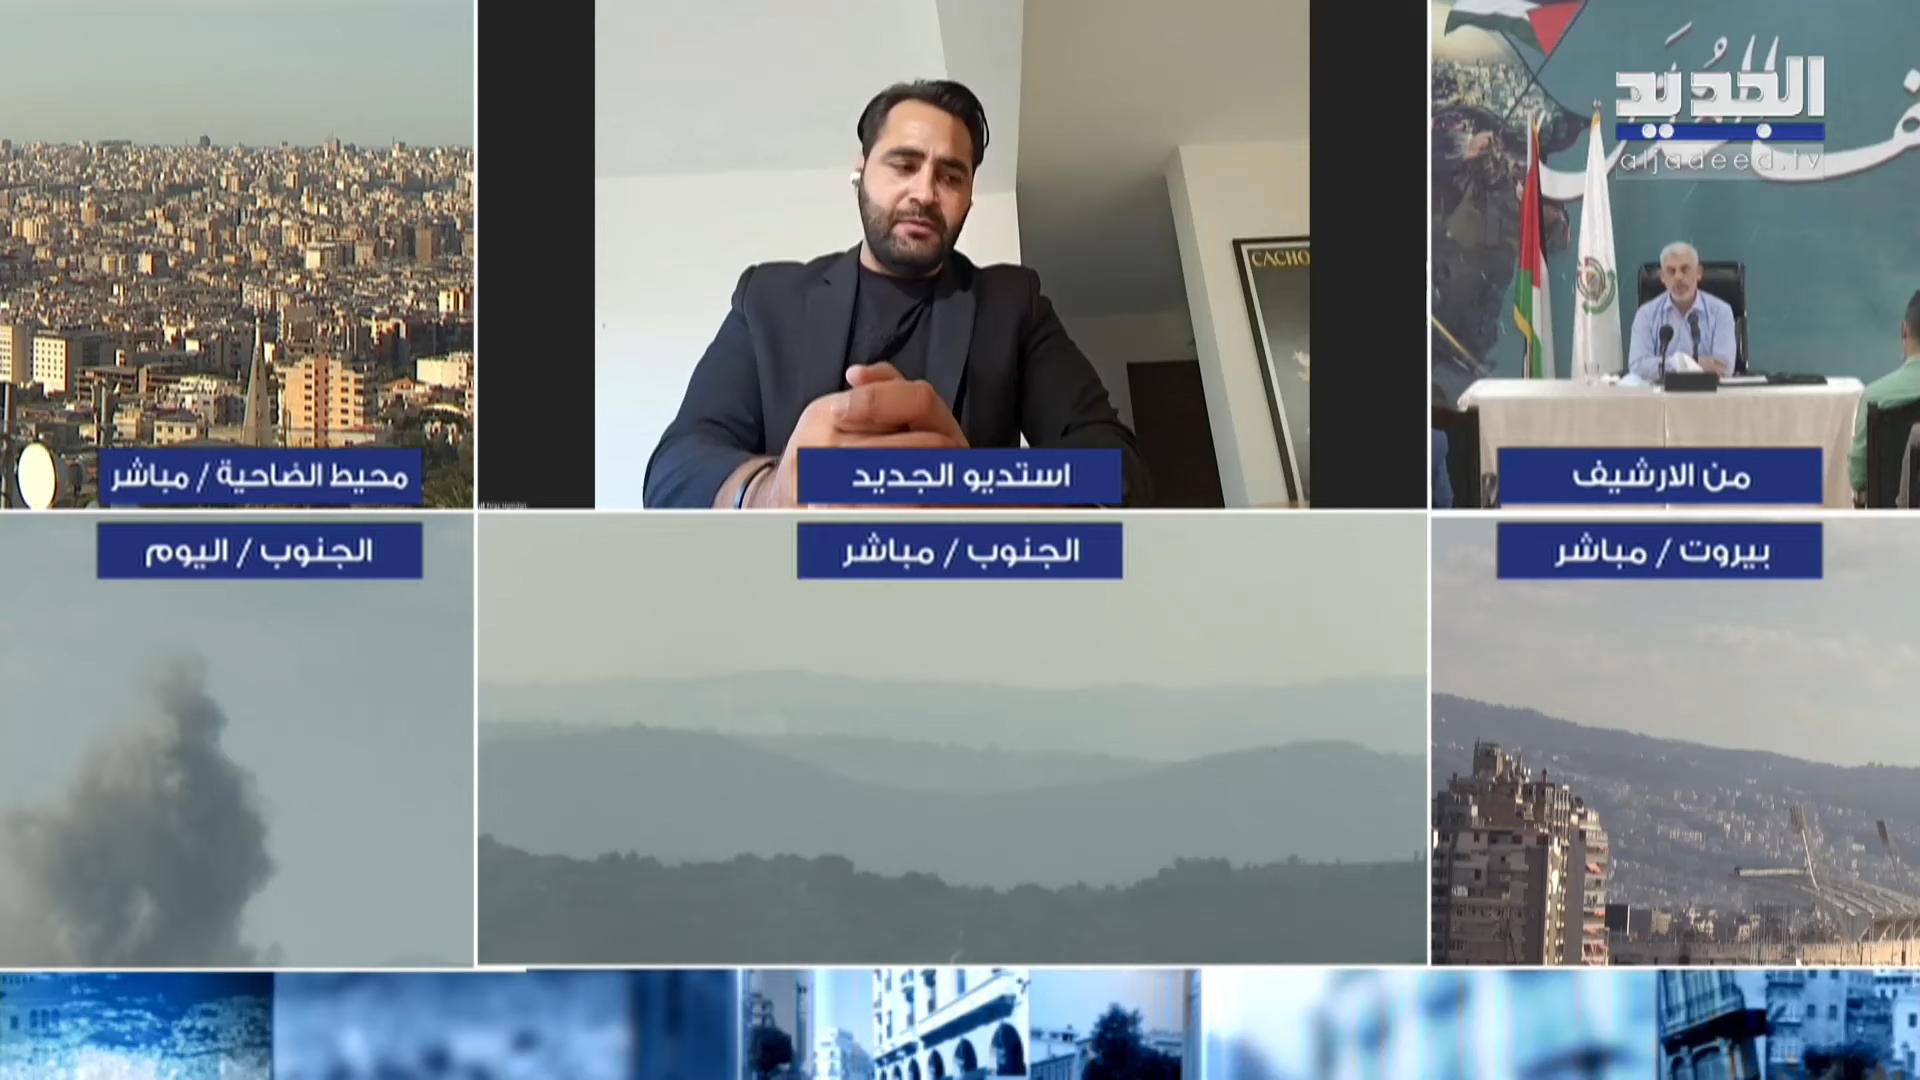 الجديد
aljadeed.tv
CACHO
محيط الضاحية / مباشر
استديو الجديد
من الارشيف
الجنوب / اليوم
الجنوب / مباشر
بيروت / مباشر